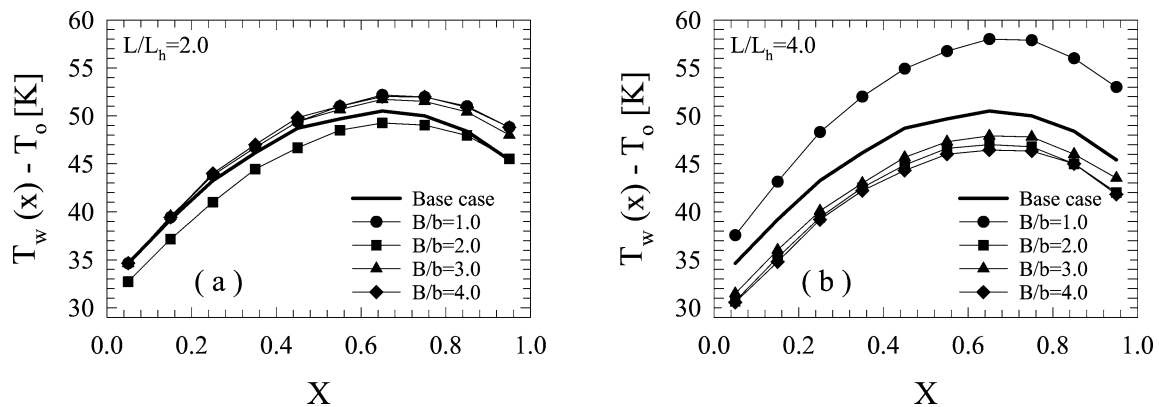 60
55
50
45
40
35
30
T_w (x) - T_o [K]
L/L_h=2.0
Base case
B/b=1.0
B/b=2.0
B/b=3.0
B/b=4.0
( a )
0.0 0.2 0.4 0.6 0.8 1.0
X
60
55
50
45
40
35
30
T_w (x) - T_o [K]
L/L_h=4.0
Base case
B/b=1.0
B/b=2.0
B/b=3.0
B/b=4.0
( b )
0.0 0.2 0.4 0.6 0.8 1.0
X